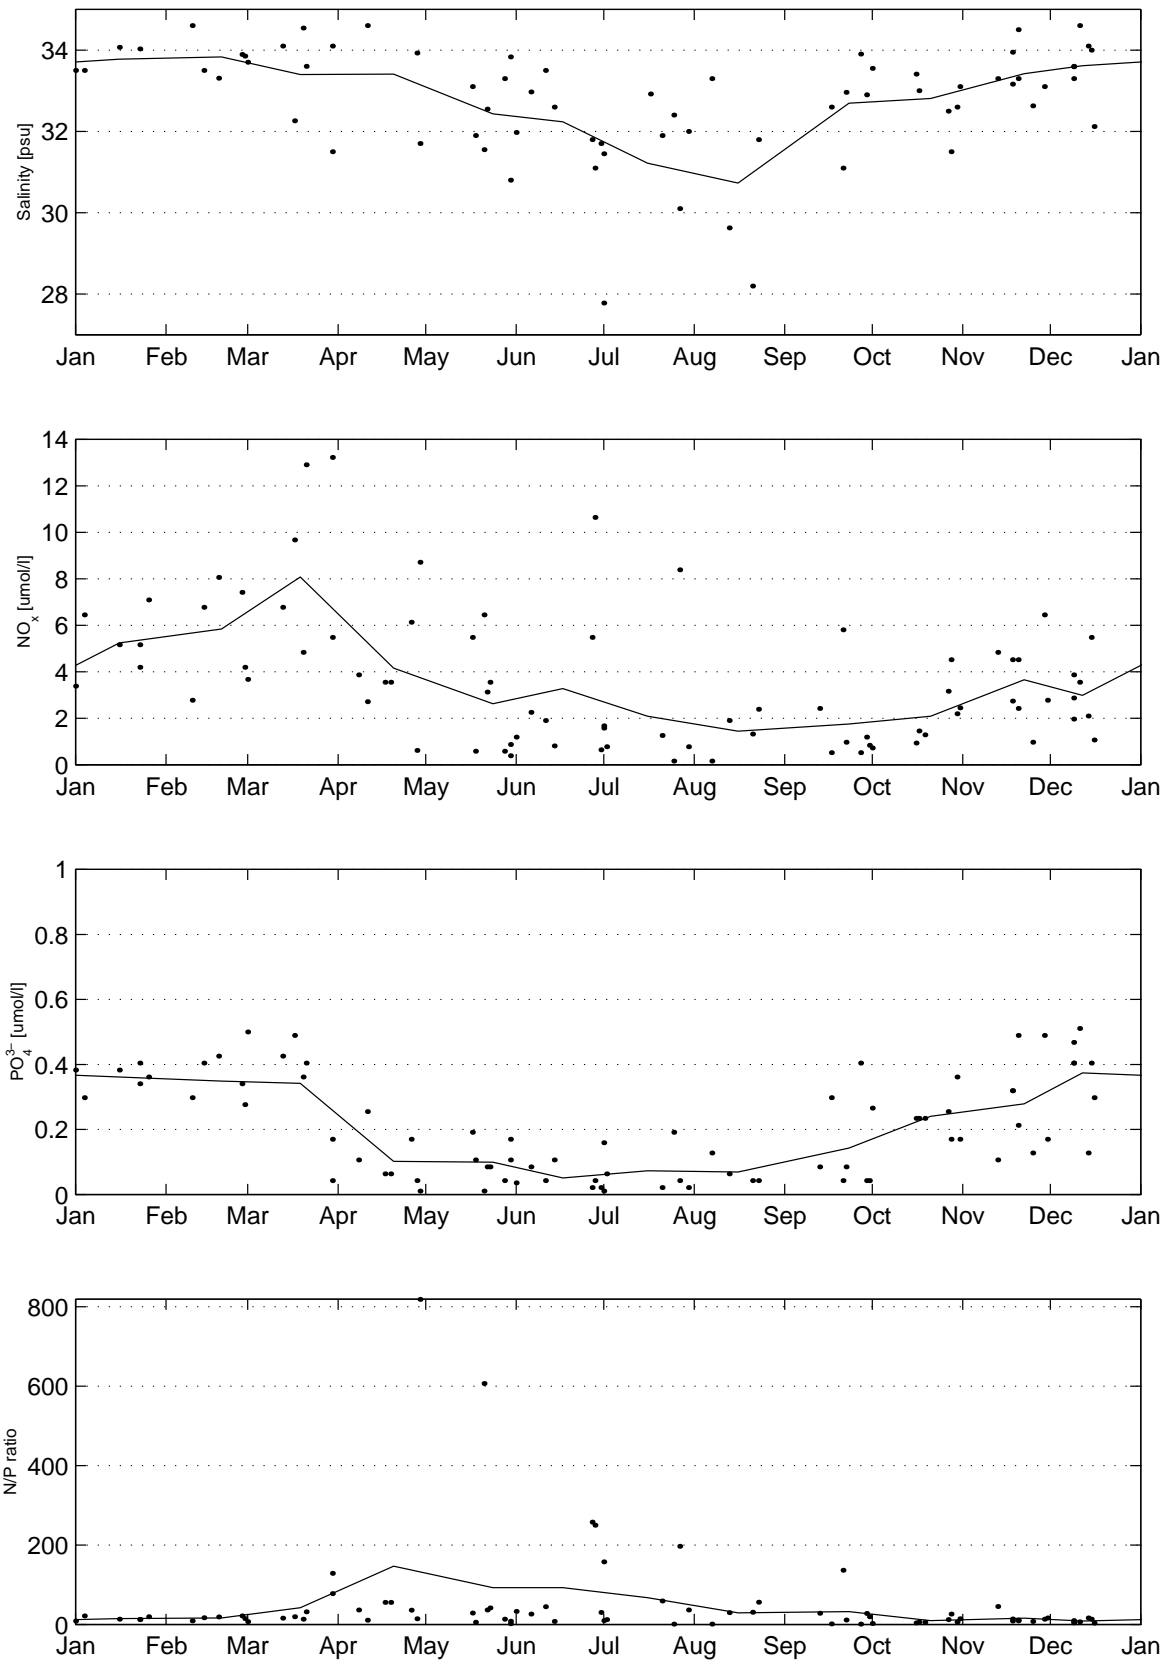 34
32
30
28
Salinity [psu]
Jan Feb Mar Apr May Jun Jul Aug Sep Oct Nov Dec Jan
14
12
10
8
6
4
2
0
NOx [umol/l]
Jan Feb Mar Apr May Jun Jul Aug Sep Oct Nov Dec Jan
1
0.8
0.6
0.4
0.2
0
PO4^3− [umol/l]
Jan Feb Mar Apr May Jun Jul Aug Sep Oct Nov Dec Jan
800
600
400
200
0
N/P ratio
Jan Feb Mar Apr May Jun Jul Aug Sep Oct Nov Dec Jan